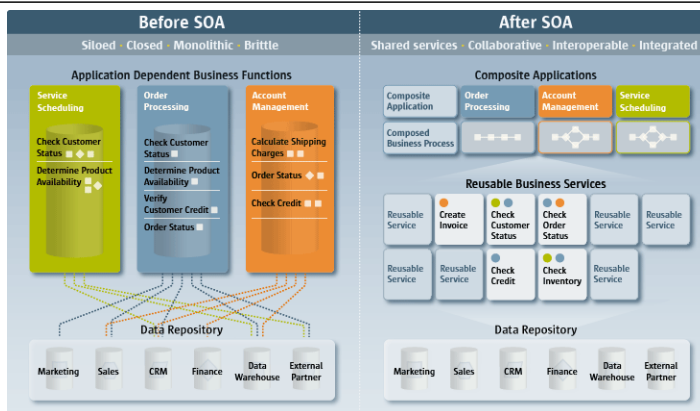 Before SOA
Siloed · Closed · Monolithic · Brittle
Application Dependent Business Functions
Service
Scheduling
Check Customer
Status
Determine Product
Availability
Order
Processing
Check Customer
Status
Determine Product
Availability
Verify
Customer Credit
Order Status
Account
Management
Calculate Shipping
Charges
Order Status
Check Credit
Data Repository
Marketing
Sales
CRM
Finance
Data
Warehouse
External
Partner
After SOA
Shared services · Collaborative · Interoperable · Integrated
Composite Applications
Composite
Application
Order
Processing
Account
Management
Service
Scheduling
Composed
Business Process
Reusable Business Services
Reusable
Service
Create
Invoice
Check
Customer
Status
Check
Order
Status
Reusable
Service
Reusable
Service
Reusable
Service
Reusable
Service
Check
Credit
Check
Inventory
Reusable
Service
Data Repository
Marketing
Sales
CRM
Finance
Data
Warehouse
External
Partner